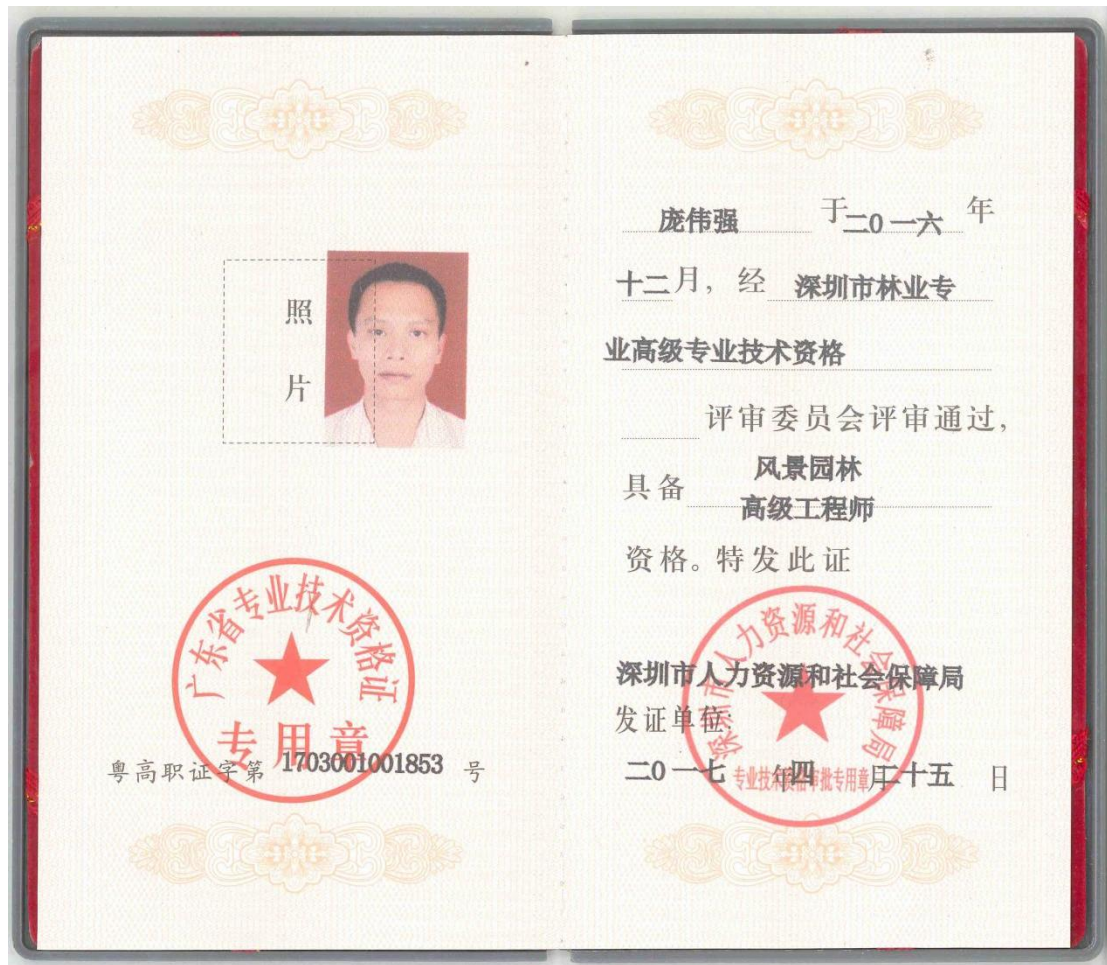 照
片
广东省专业技术资格证
专用章
粤高职证字第 1703001001853 号
庞伟强 于二0一六 年
十二月，经 深圳市林业专
业高级专业技术资格
评审委员会评审通过，
具备 风景园林
高级工程师
资格。特发此证
深圳市人力资源和社会保障局
深圳市人力资源和社会保障局
发证单位：
二0一七 年四 月二十五 日
专业技术资格审批专用章